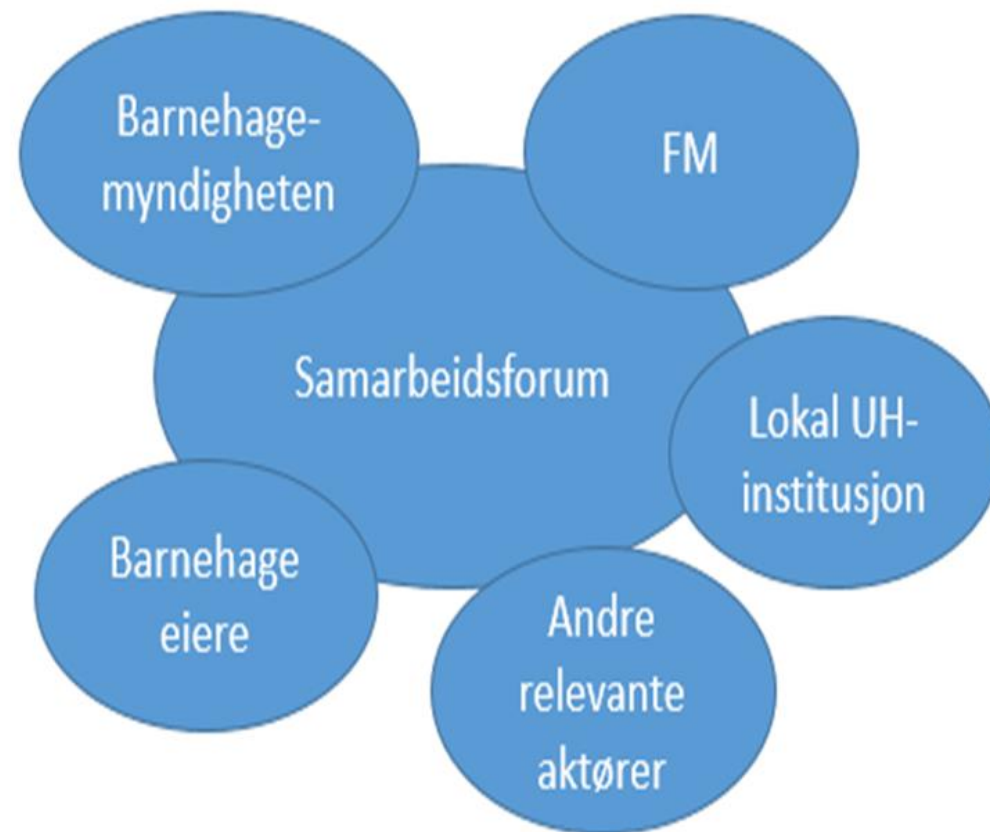 Barnehage-
myndigheten
FM
Samarbeidsforum
Lokal UH-
institusjon
Barnehage
eiere
Andre
relevante
aktører